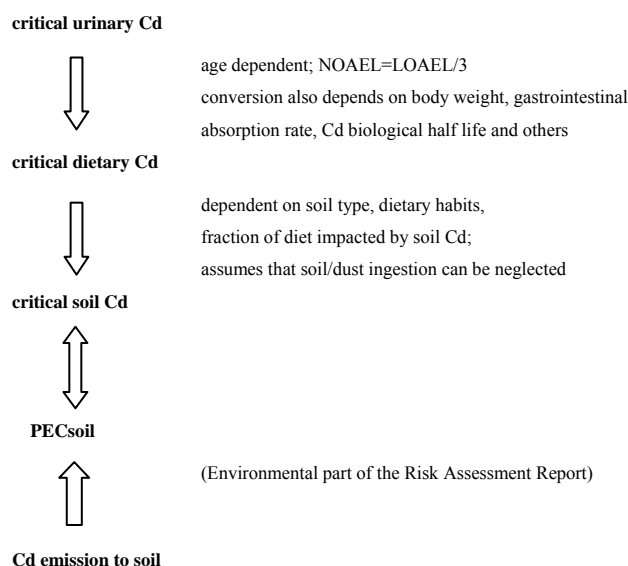 critical urinary Cd
age dependent; NOAEL=LOAEL/3
conversion also depends on body weight, gastrointestinal
absorption rate, Cd biological half life and others
critical dietary Cd
dependent on soil type, dietary habits,
fraction of diet impacted by soil Cd;
assumes that soil/dust ingestion can be neglected
critical soil Cd
PECsoil
(Environmental part of the Risk Assessment Report)
Cd emission to soil